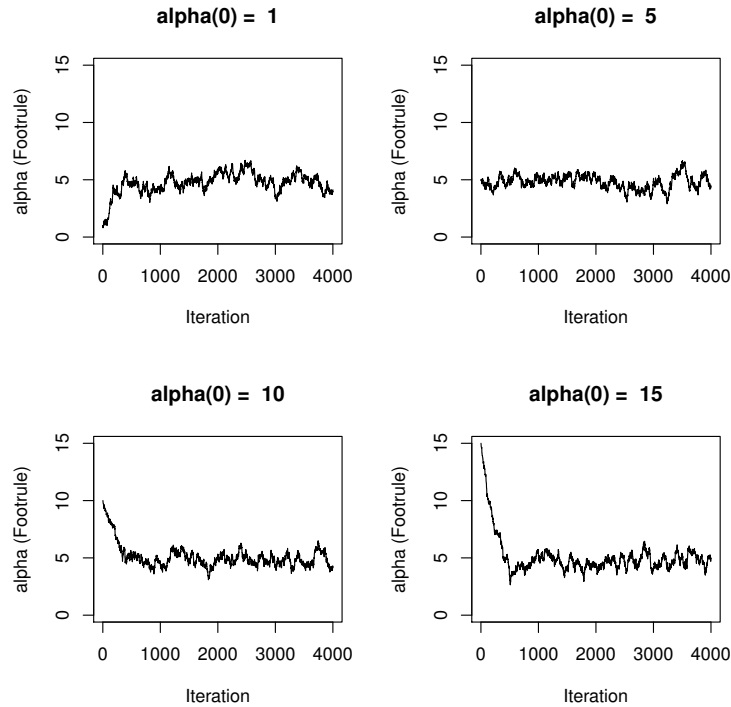 alpha(0) = 1
alpha (Footrule)
15
10
5
0
0 1000 2000 3000 4000
Iteration
alpha(0) = 5
alpha (Footrule)
15
10
5
0
0 1000 2000 3000 4000
Iteration
alpha(0) = 10
alpha (Footrule)
15
10
5
0
0 1000 2000 3000 4000
Iteration
alpha(0) = 15
alpha (Footrule)
15
10
5
0
0 1000 2000 3000 4000
Iteration